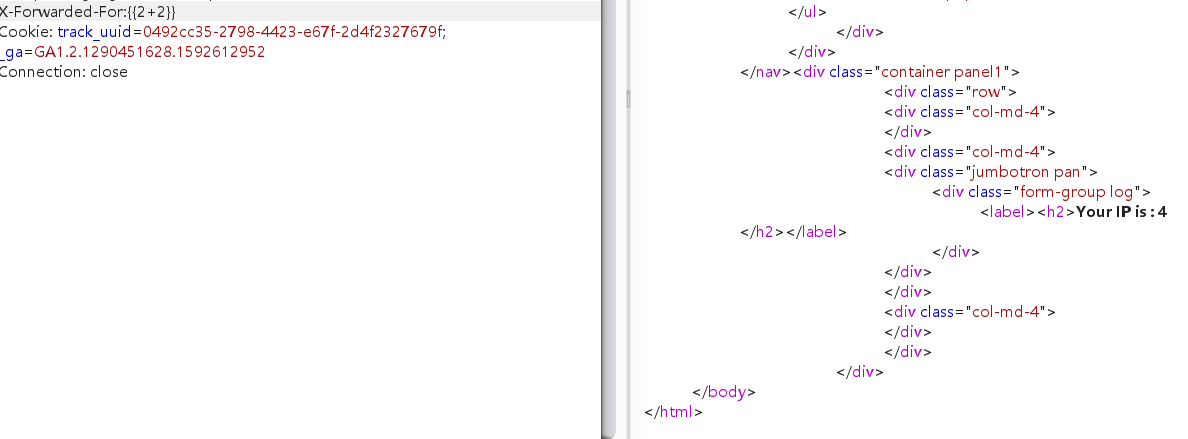 X-Forwarded-For:{{2+2}}
Cookie: track_uuid=0492cc35-2798-4423-e67f-2d4f2327679f;
_ga=GA1.2.1290451628.1592612952
Connection: close
</ul>
</div>
</div>
</nav><div class="container panel1">
<div class="row">
<div class="col-md-4">
</div>
<div class="col-md-4">
<div class="jumbotron pan">
<div class="form-group log">
<label><h2>Your IP is : 4
</h2></label>
</div>
</div>
</div>
<div class="col-md-4">
</div>
</div>
</div>
</body>
</html>